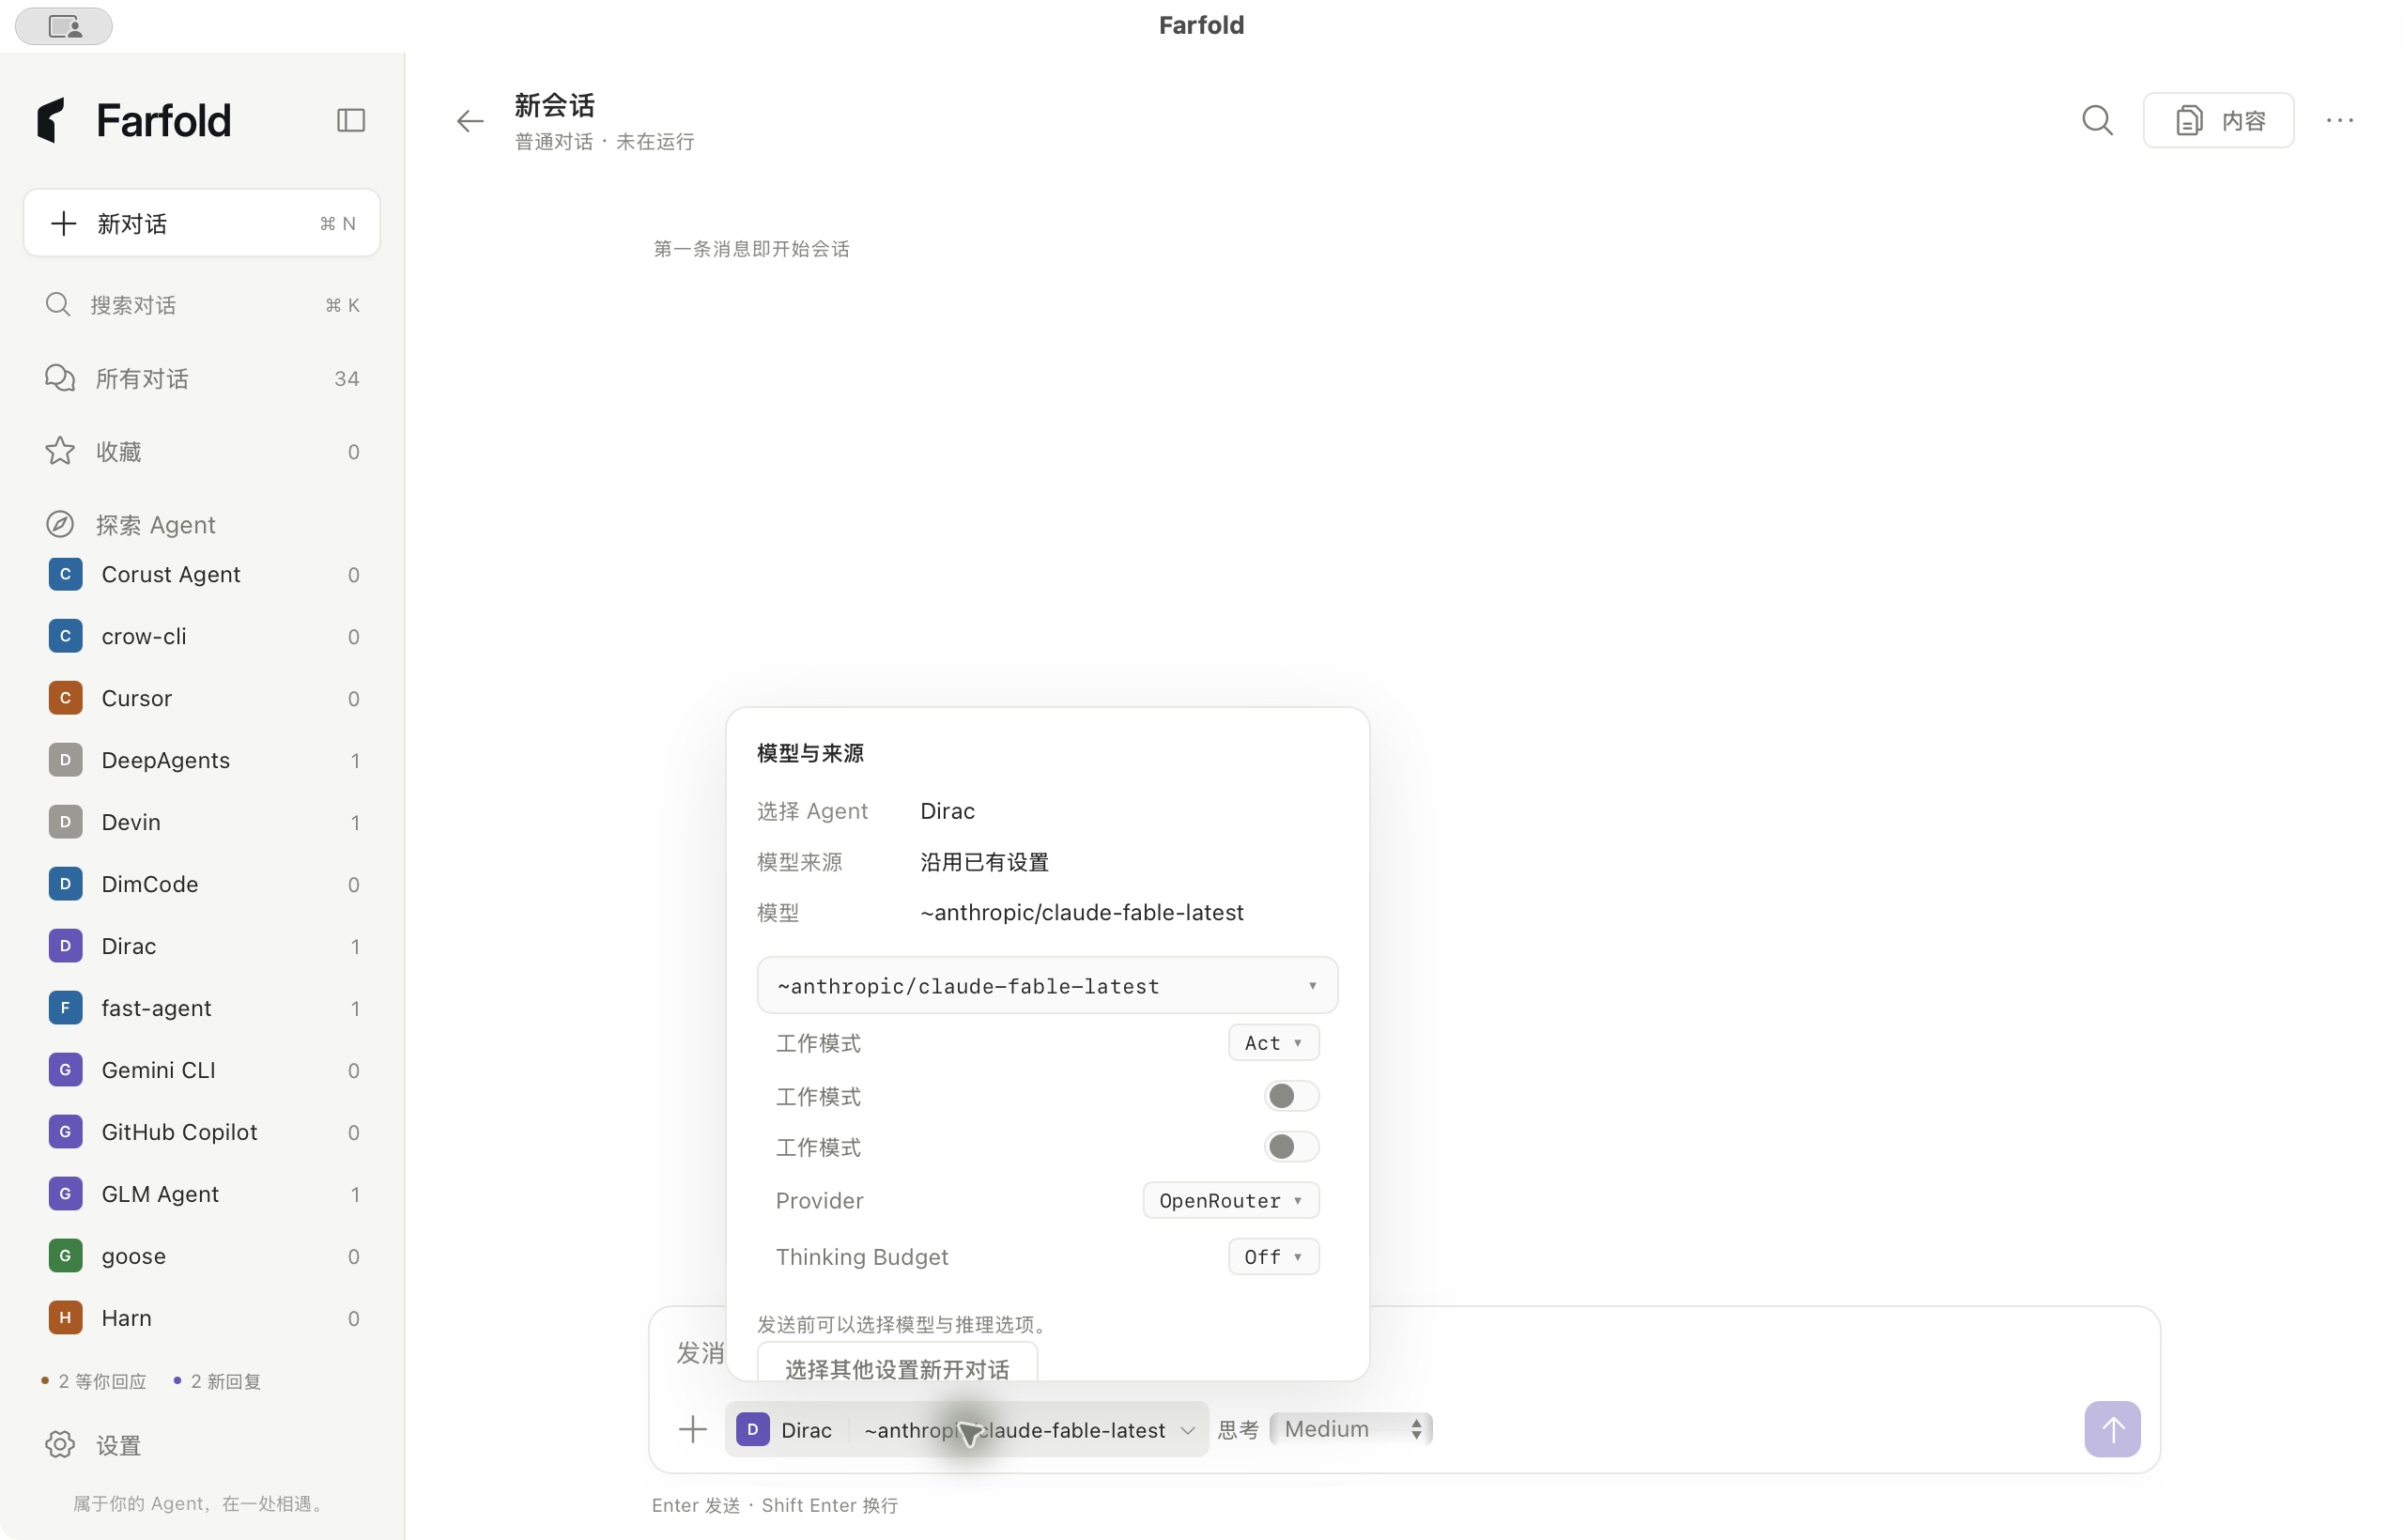 Farfold
Farfold
新对话 ⌘ N
搜索对话 ⌘ K
所有对话 34
收藏 0
探索 Agent
C Corust Agent 0
C crow-cli 0
C Cursor 0
D DeepAgents 1
D Devin 1
D DimCode 0
D Dirac 1
F fast-agent 1
G Gemini CLI 0
G GitHub Copilot 0
G GLM Agent 1
G goose 0
H Harn 0
2 等你回应 2 新回复
设置
属于你的 Agent，在一处相遇。
新会话
普通对话 · 未在运行
内容
第一条消息即开始会话
模型与来源
选择 Agent Dirac
模型来源 沿用已有设置
模型 ~anthropic/claude-fable-latest
~anthropic/claude-fable-latest
工作模式 Act
工作模式
工作模式
Provider OpenRouter
Thinking Budget Off
发送前可以选择模型与推理选项。
选择其他设置新开对话
发消
D Dirac ~anthropic/claude-fable-latest 思考 Medium
Enter 发送 · Shift Enter 换行